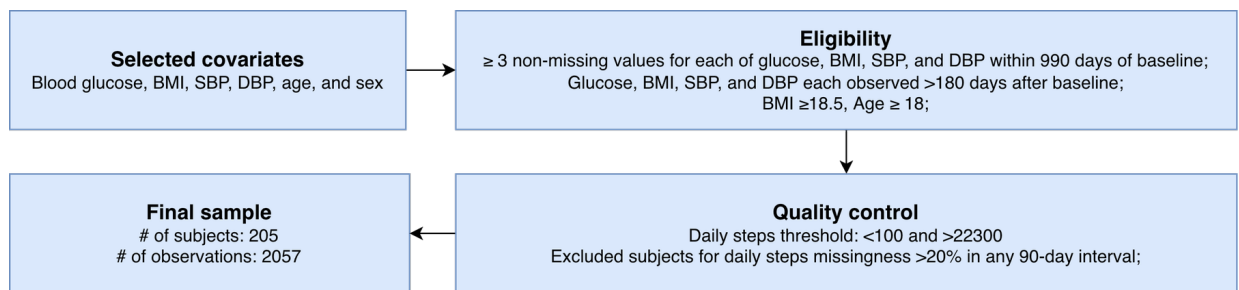 Selected covariates
Blood glucose, BMI, SBP, DBP, age, and sex
Eligibility
≥ 3 non-missing values for each of glucose, BMI, SBP, and DBP within 990 days of baseline;
Glucose, BMI, SBP, and DBP each observed >180 days after baseline;
BMI ≥18.5, Age ≥ 18;
Quality control
Daily steps threshold: <100 and >22300
Excluded subjects for daily steps missingness >20% in any 90-day interval;
Final sample
# of subjects: 205
# of observations: 2057